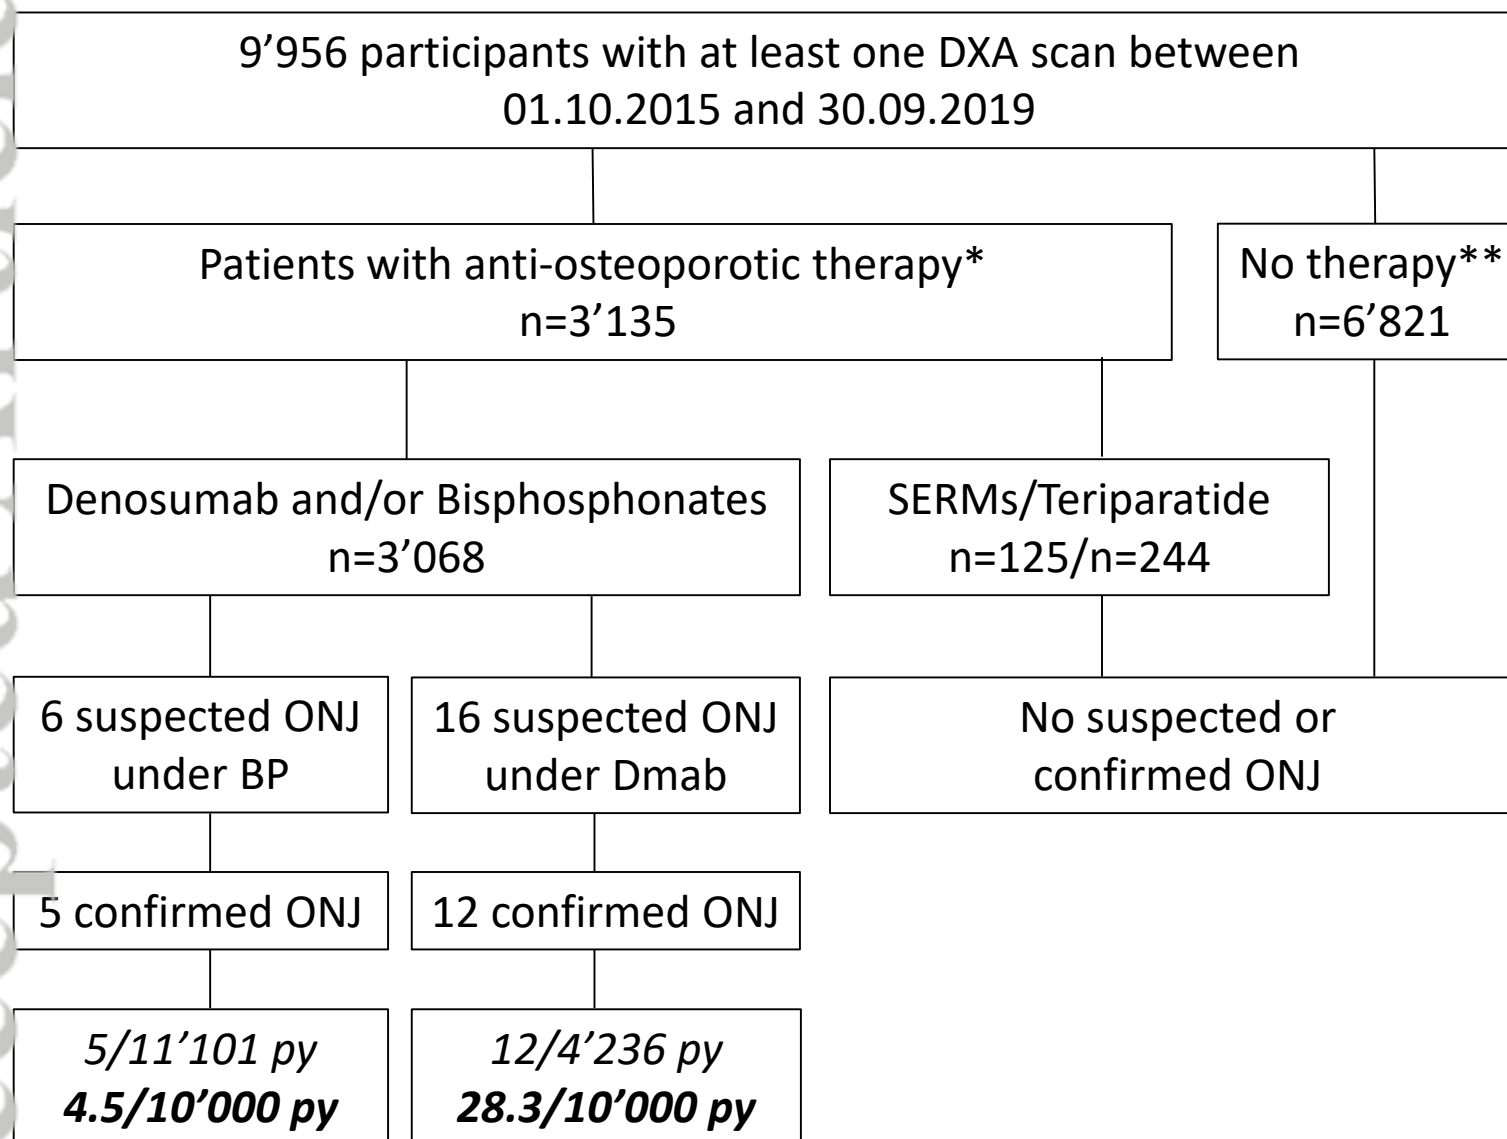 9’956 participants with at least one DXA scan between
01.10.2015 and 30.09.2019
Patients with anti-osteoporotic therapy*
n=3’135
No therapy**
n=6’821
Denosumab and/or Bisphosphonates
n=3’068
SERMs/Teriparatide
n=125/n=244
6 suspected ONJ
under BP
16 suspected ONJ
under Dmab
No suspected or
confirmed ONJ
5 confirmed ONJ
12 confirmed ONJ
5/11’101 py
4.5/10’000 py
12/4’236 py
28.3/10’000 py